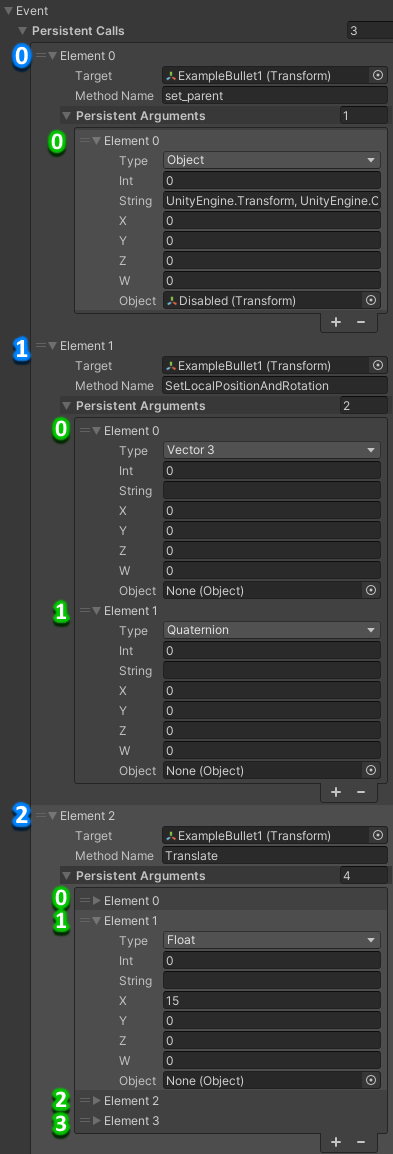 Event
Persistent Calls 3
0 Element 0
Target ExampleBullet1 (Transform)
Method Name set_parent
Persistent Arguments 1
0 Element 0
Type Object
Int 0
String UnityEngine.Transform, UnityEngine.C
X 0
Y 0
Z 0
W 0
Object Disabled (Transform)
+ −
1 Element 1
Target ExampleBullet1 (Transform)
Method Name SetLocalPositionAndRotation
Persistent Arguments 2
0 Element 0
Type Vector 3
Int 0
String
X 0
Y 0
Z 0
W 0
Object None (Object)
1 Element 1
Type Quaternion
Int 0
String
X 0
Y 0
Z 0
W 0
Object None (Object)
+ −
2 Element 2
Target ExampleBullet1 (Transform)
Method Name Translate
Persistent Arguments 4
0 Element 0
1 Element 1
Type Float
Int 0
String
X 15
Y 0
Z 0
W 0
Object None (Object)
2 Element 2
3 Element 3
+ −